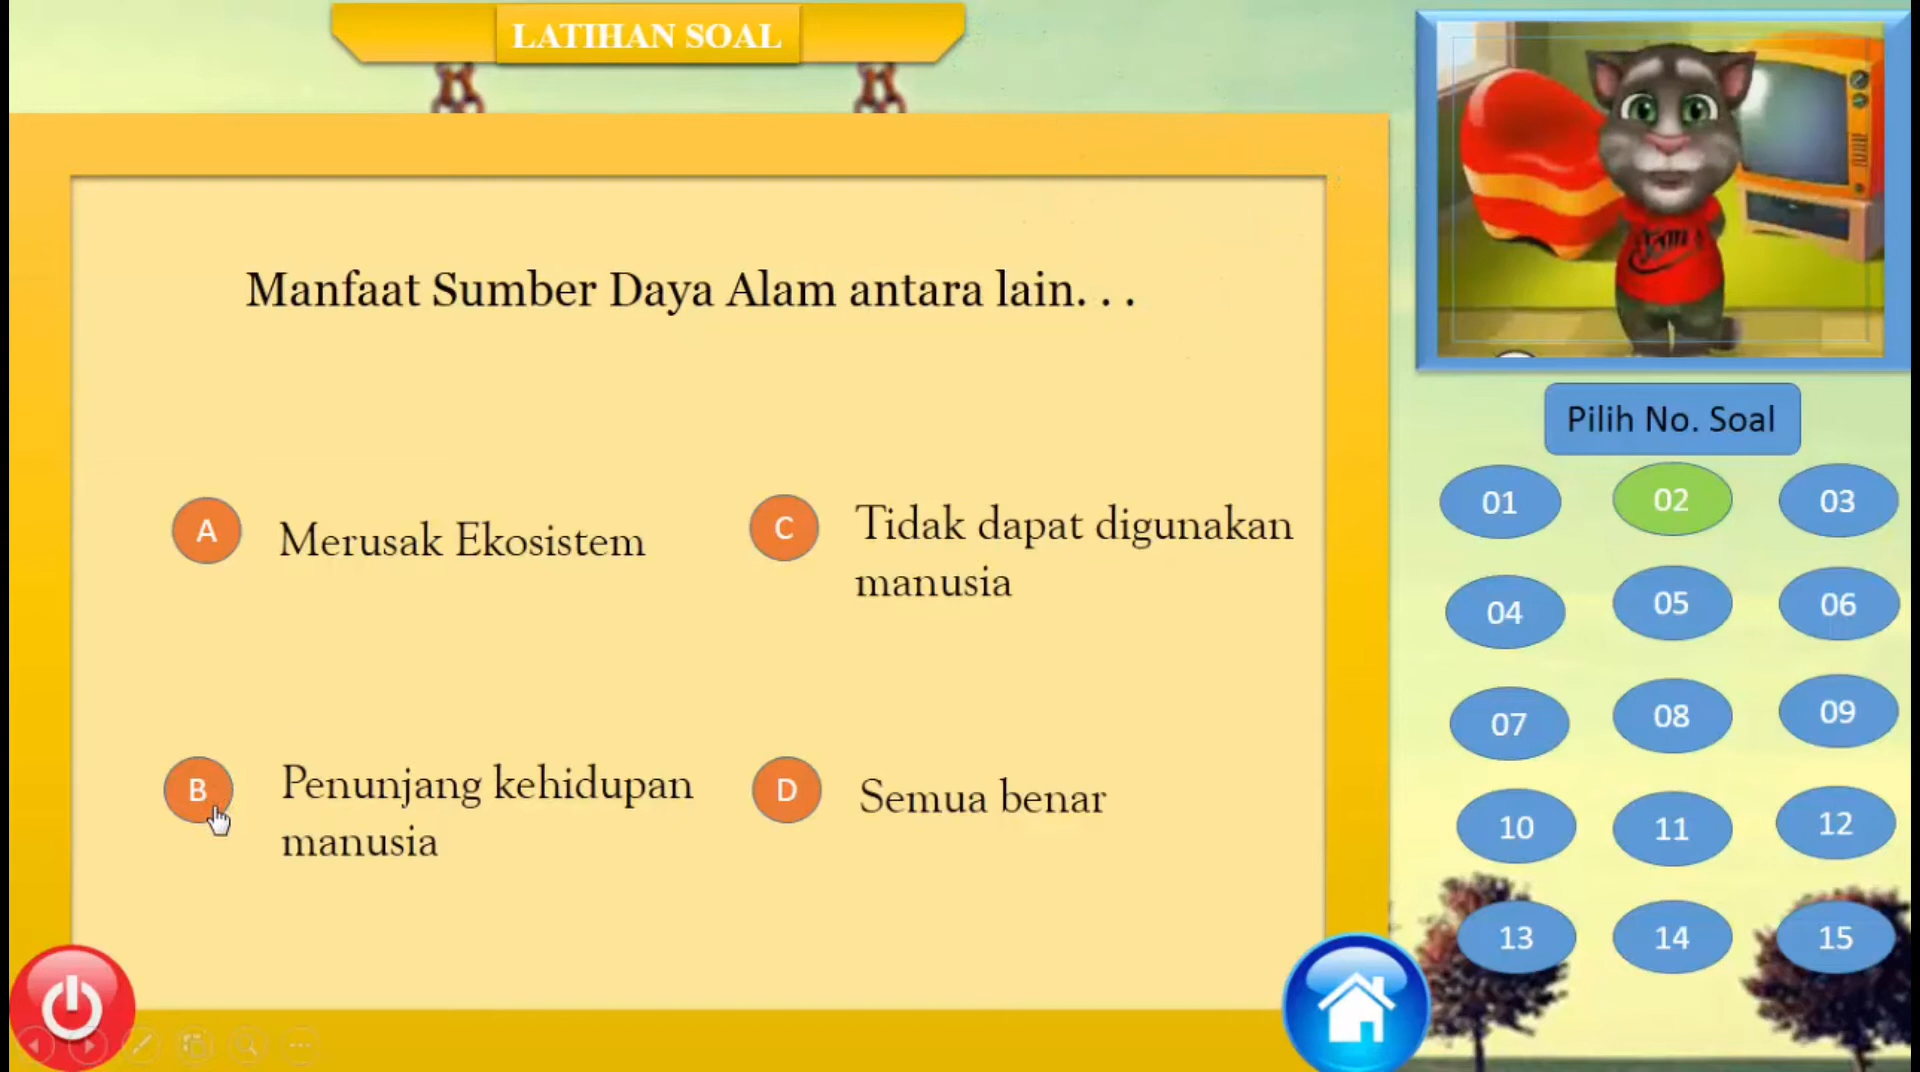 LATIHAN SOAL
Manfaat Sumber Daya Alam antara lain. . .
A
Merusak Ekosistem
C
Tidak dapat digunakan
manusia
B
Penunjang kehidupan
manusia
D
Semua benar
Pilih No. Soal
01
02
03
04
05
06
07
08
09
10
11
12
13
14
15